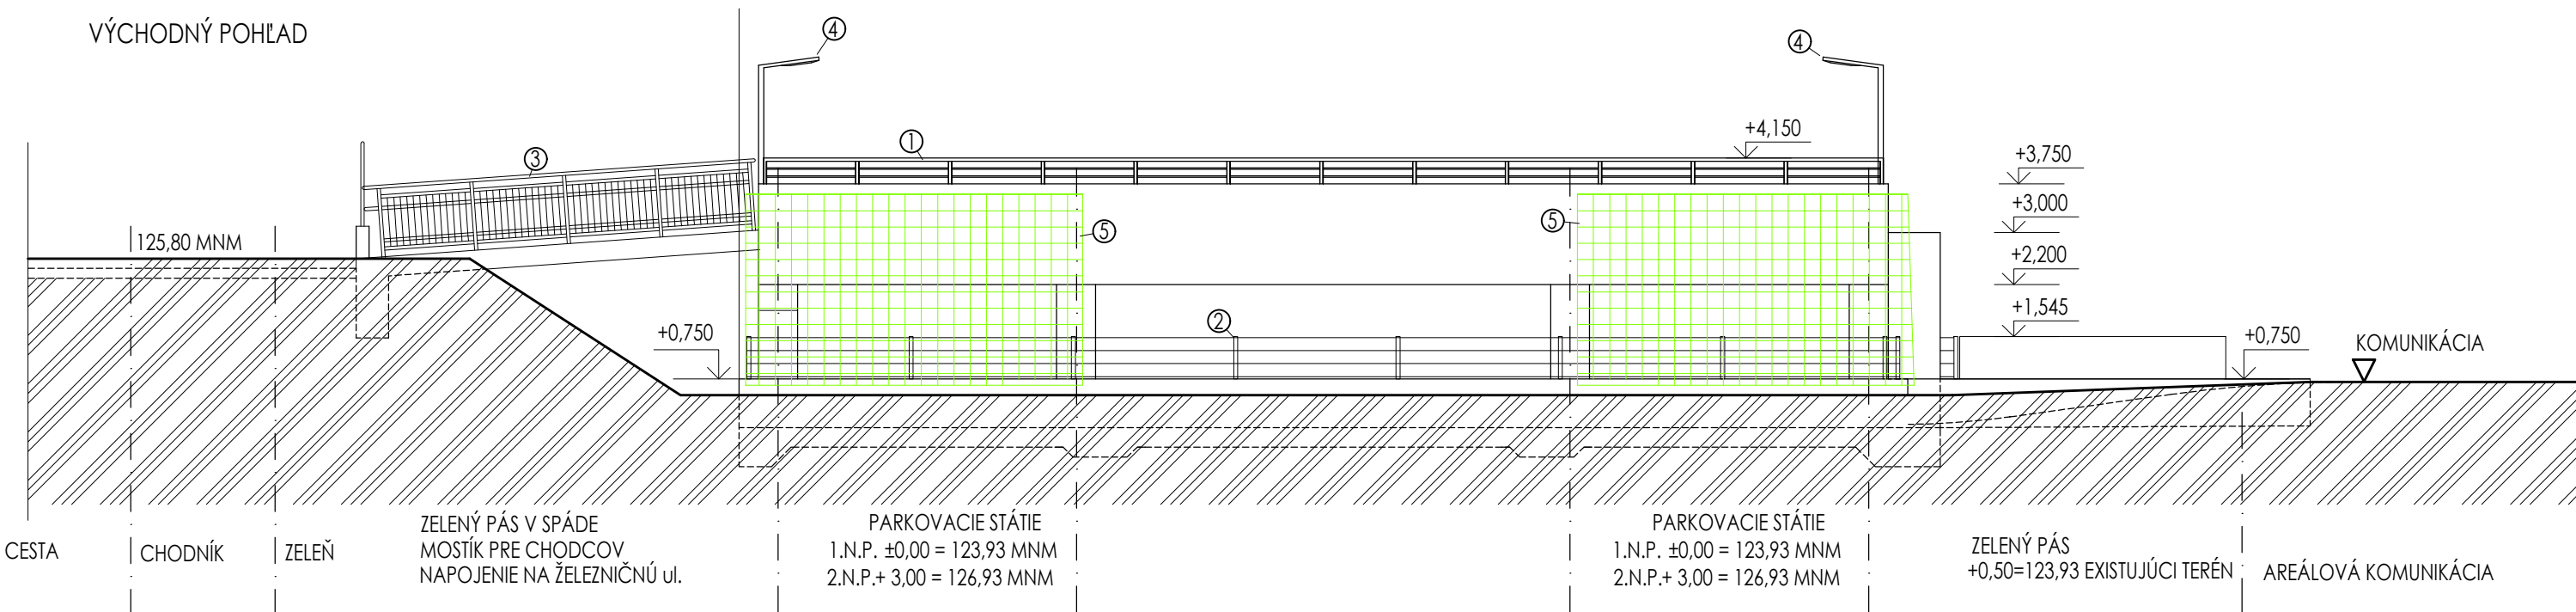 VÝCHODNÝ POHĽAD
4
4
1
3
+4,150
+3,750
+3,000
+2,200
+1,545
+0,750
KOMUNIKÁCIA
125,80 MNM
5
5
+0,750
2
CESTA
CHODNÍK
ZELEŇ
ZELENÝ PÁS V SPÁDE
MOSTÍK PRE CHODCOV
NAPOJENIE NA ŽELEZNIČNÚ ul.
PARKOVACIE STÁTIE
1.N.P. ±0,00 = 123,93 MNM
2.N.P.+ 3,00 = 126,93 MNM
PARKOVACIE STÁTIE
1.N.P. ±0,00 = 123,93 MNM
2.N.P.+ 3,00 = 126,93 MNM
ZELENÝ PÁS
+0,50=123,93 EXISTUJÚCI TERÉN
AREÁLOVÁ KOMUNIKÁCIA